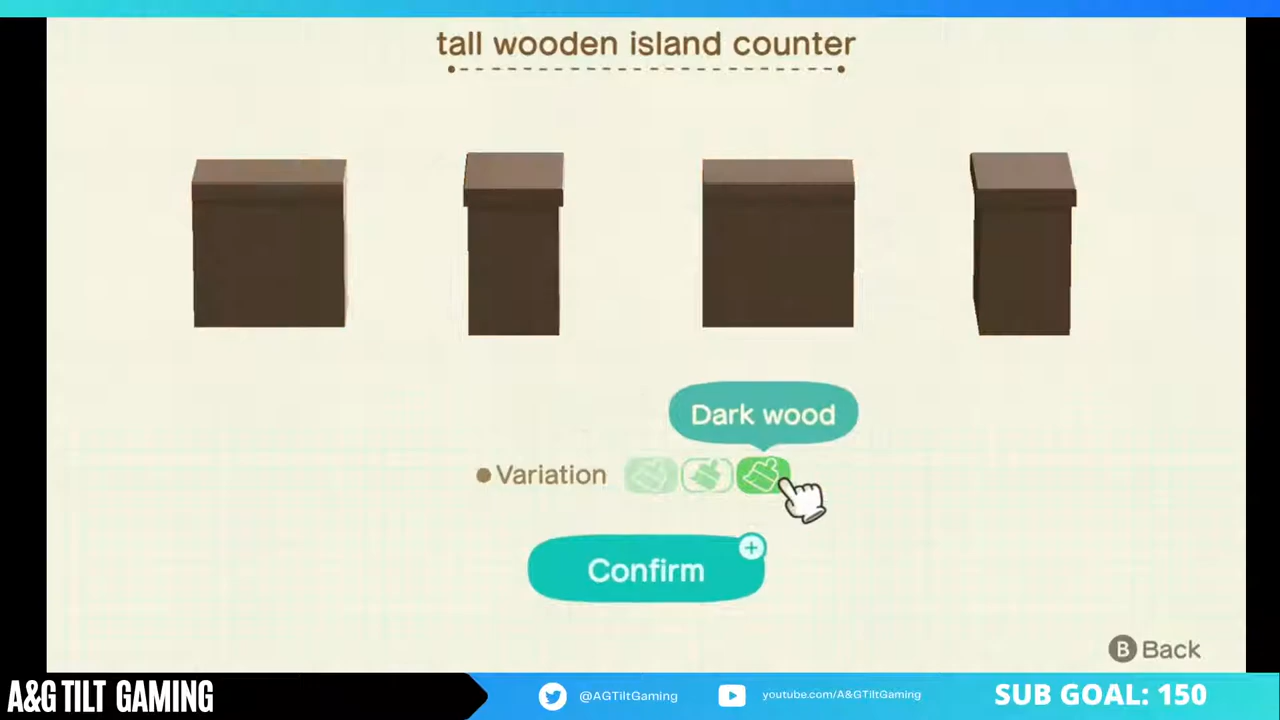 tall wooden island counter
Dark wood
Variation
+
Confirm
B Back
A&G TILT GAMING
@AGTiltGaming
youtube.com/A&GTiltGaming
SUB GOAL: 150